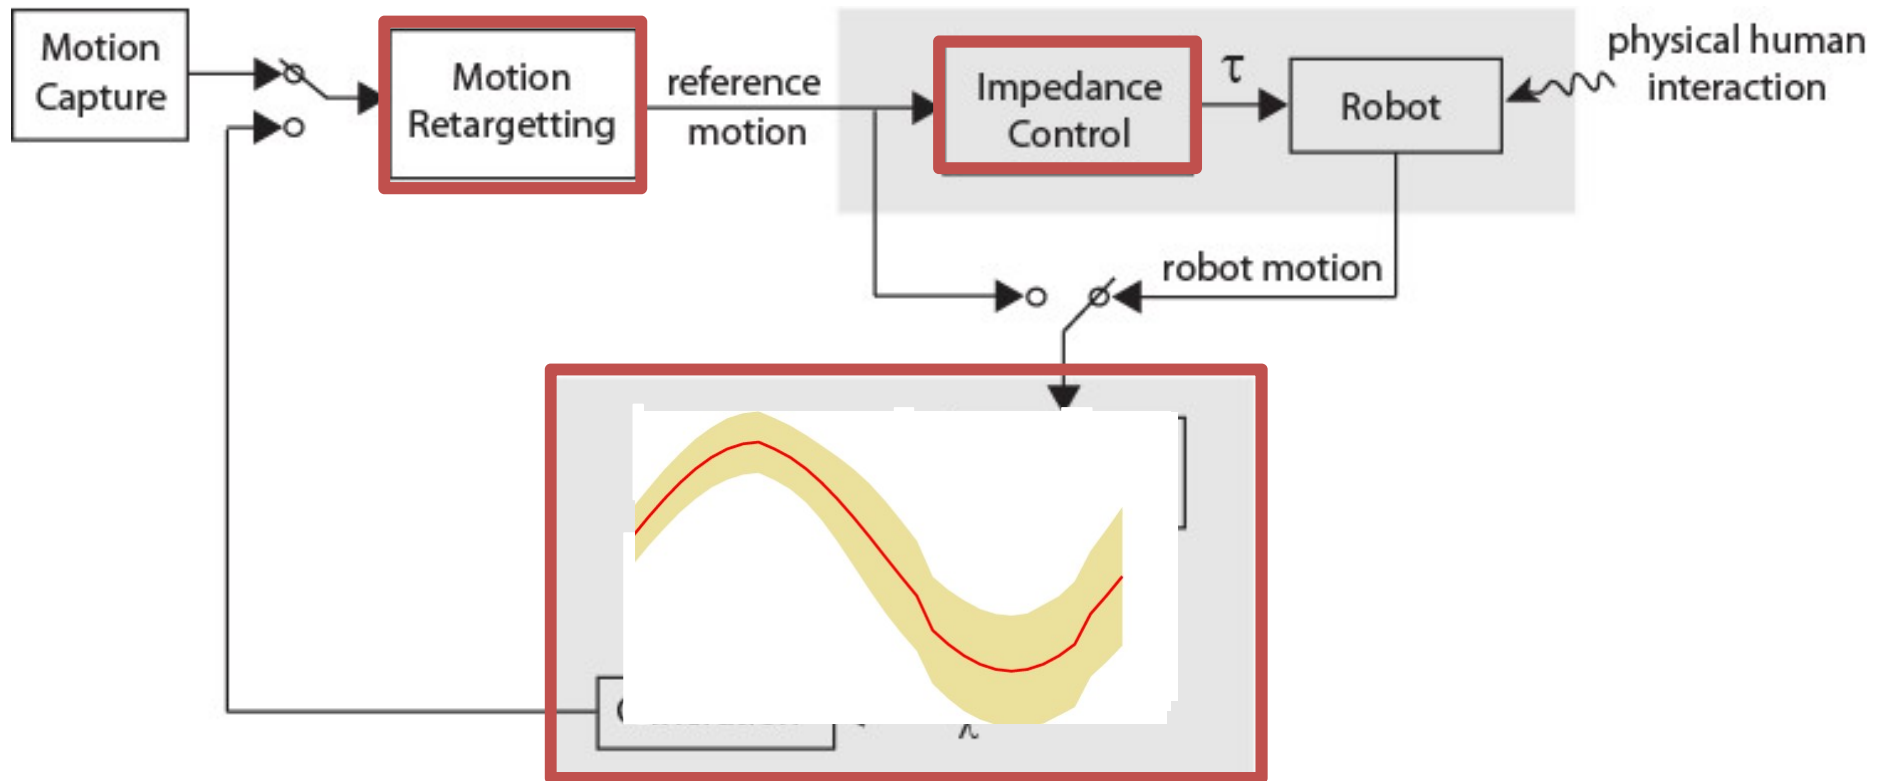 Motion
Capture
Motion
Retargetting
reference
motion
Impedance
Control
τ
Robot
physical human
interaction
robot motion
λ